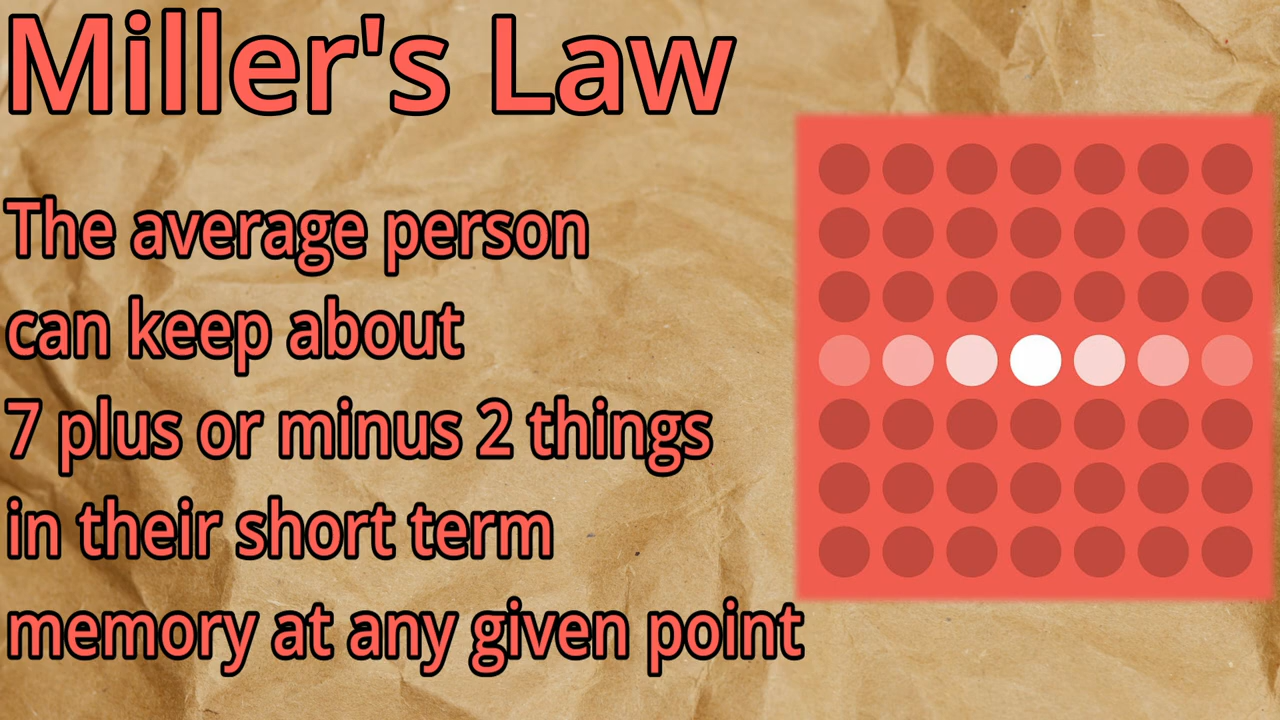 Miller's Law
The average person
can keep about
7 plus or minus 2 things
in their short term
memory at any given point